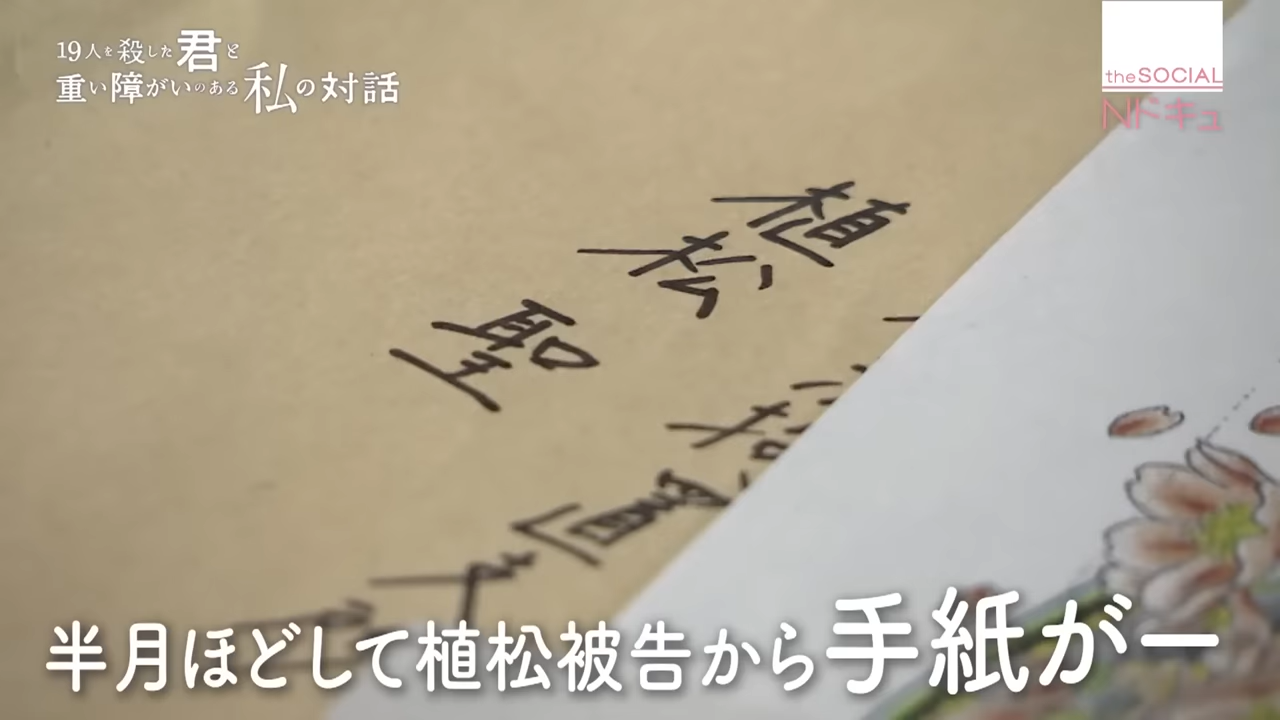 19人を殺した君と
重い障がいのある私の対話
theSOCIAL
Nドキュ
植松
聖
半月ほどして植松被告から手紙がー